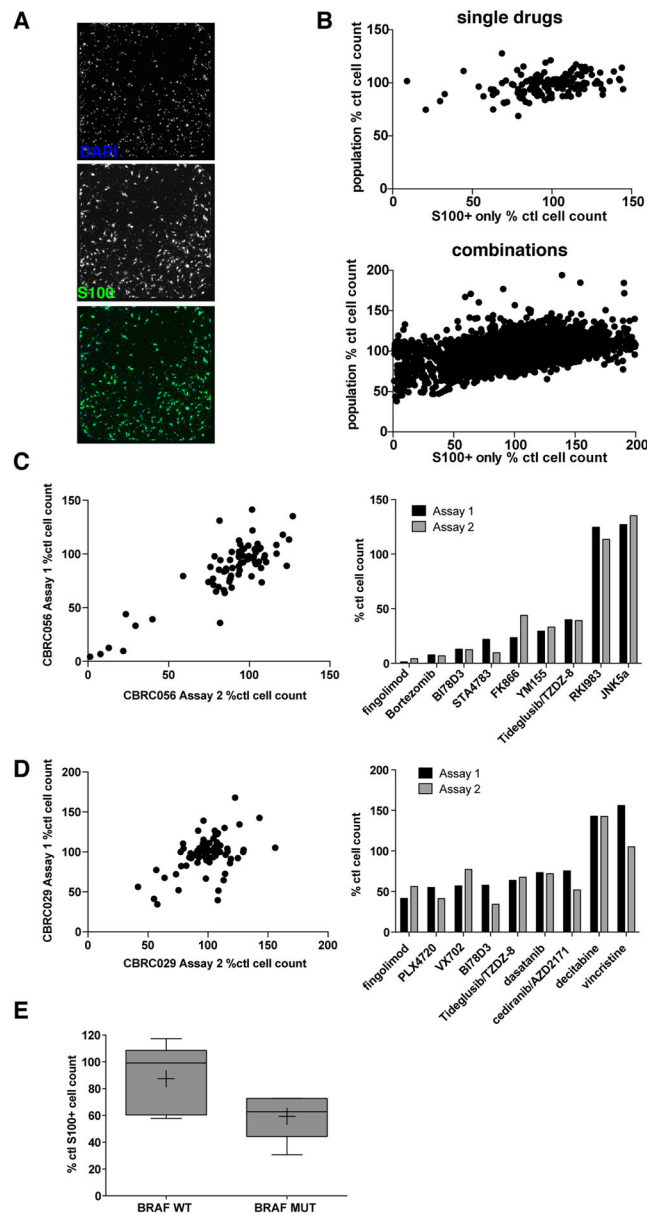 A
DAPI
S100
B
single drugs
population % ctl cell count
150
100
50
0
0
50
100
150
S100+ only % ctl cell count
combinations
population % ctl cell count
200
150
100
50
0
0
50
100
150
200
S100+ only % ctl cell count
C
CBRC056 Assay 1 %ctl cell count
150
100
50
0
0
50
100
150
CBRC056 Assay 2 %ctl cell count
% ctl cell count
150
100
50
0
Assay 1
Assay 2
fingolimod
Bortezomib
BI78D3
STA4783
FK866
YM155
Tideglusib/TZDZ-8
RKI983
JNK5a
D
CBRC029 Assay 1 %ctl cell count
200
150
100
50
0
0
50
100
150
200
CBRC029 Assay 2 %ctl cell count
% ctl cell count
200
150
100
50
0
Assay 1
Assay 2
fingolimod
PLX4720
VX702
BI78D3
Tideglusib/TZDZ-8
dasatanib
cediranib/AZD2171
decitabine
vincristine
E
% ctl S100+ cell count
120
100
80
60
40
20
0
BRAF WT
BRAF MUT